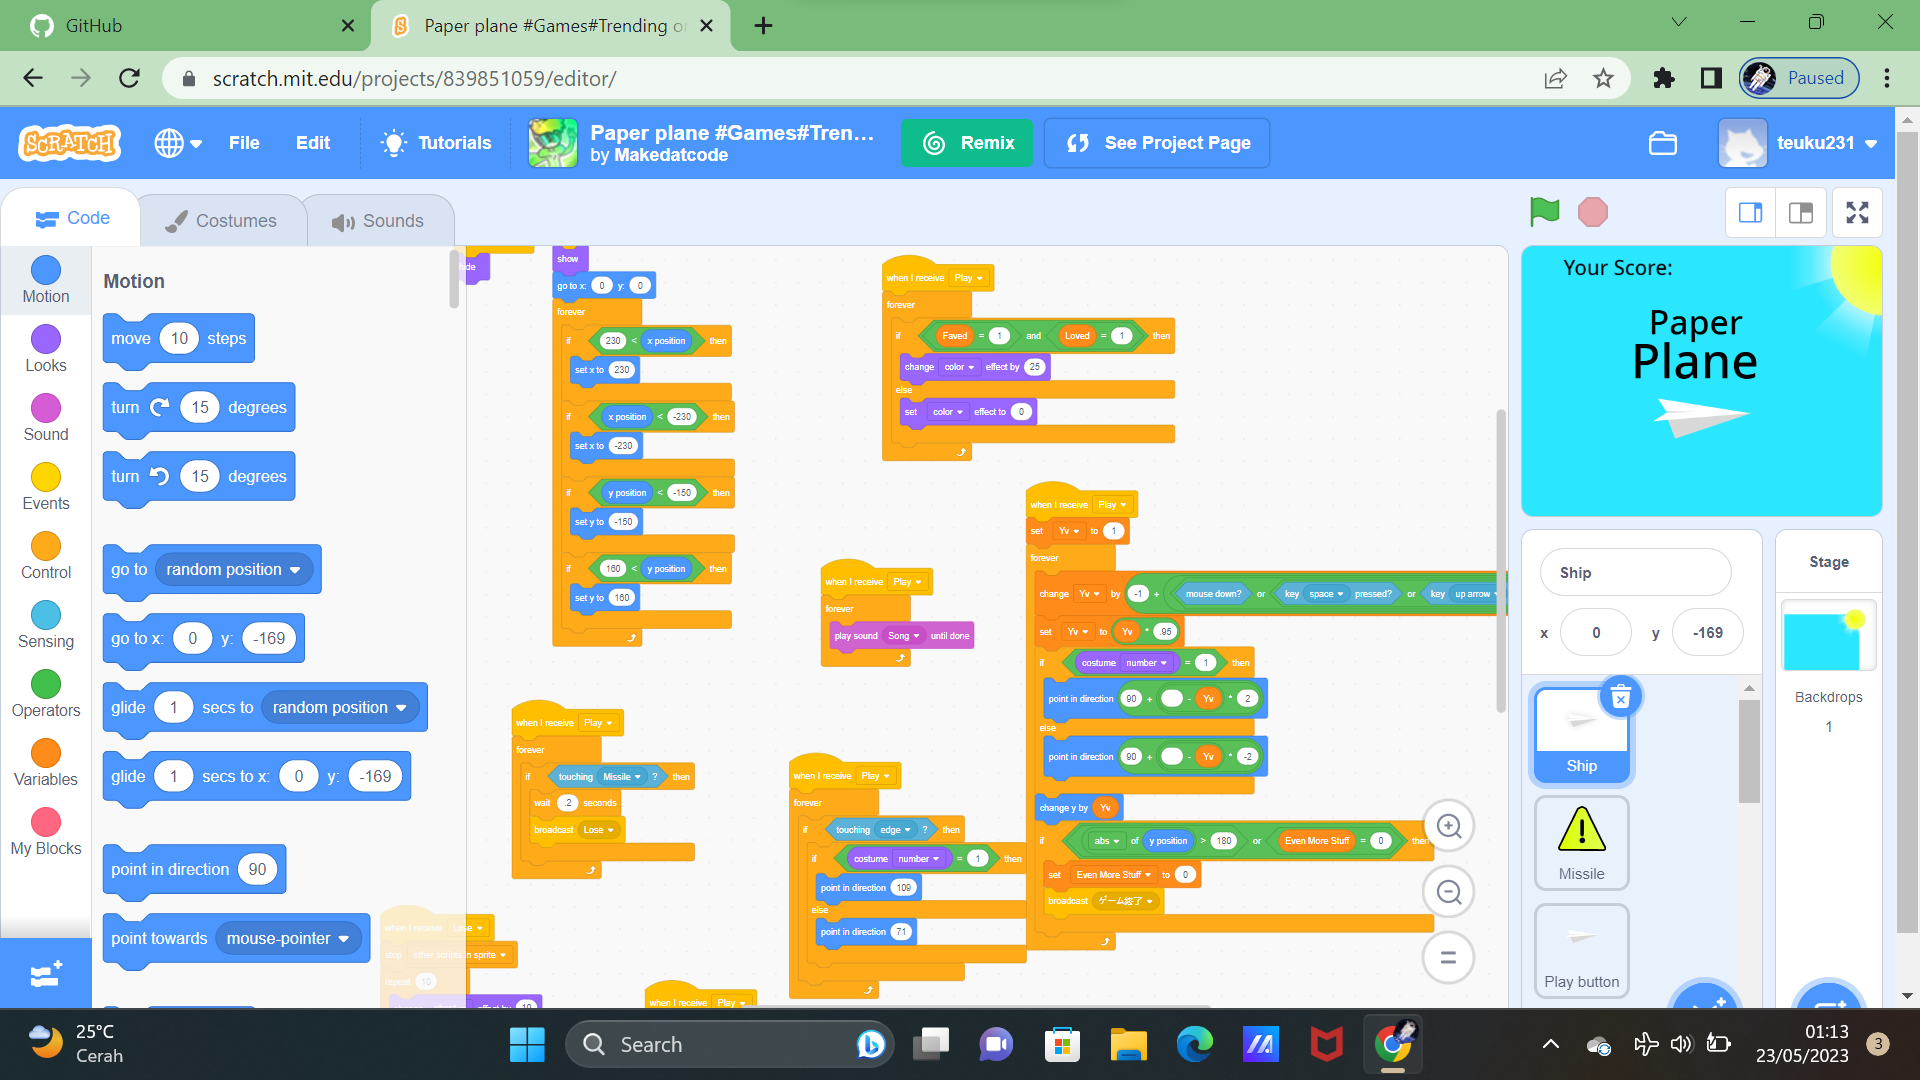 GitHub
Paper plane #Games#Trending o
scratch.mit.edu/projects/839851059/editor/
Paused
SCRATCH
File
Edit
Tutorials
Paper plane #Games#Tren...
by Makedatcode
Remix
See Project Page
teuku231
Code
Costumes
Sounds
Motion
Looks
Sound
Events
Control
Sensing
Operators
Variables
My Blocks
Motion
move 10 steps
turn 15 degrees
turn 15 degrees
go to random position
go to x: 0 y: -169
glide 1 secs to random position
glide 1 secs to x: 0 y: -169
point in direction 90
point towards mouse-pointer
show
go to x: 0 y: 0
forever
if 230 < x position then
set x to 230
if x position < -230 then
set x to -230
if y position < -150 then
set y to -150
if 160 < y position then
set y to 160
when I receive Play
forever
if Faved = 1 and Loved = 1 then
change color effect by 25
else
set color effect to 0
when I receive Play
forever
play sound Song until done
when I receive Play
forever
if touching Missile ? then
wait .2 seconds
broadcast Lose
when I receive Play
forever
if touching edge ? then
if costume number = 1 then
point in direction 109
else
point in direction 71
when I receive Play
set Yv to 1
forever
change Yv by -1 + mouse down? or key space pressed? or key up arrow
set Yv to Yv * .95
if costume number = 1 then
point in direction 90 + - Yv * 2
else
point in direction 90 + - Yv * -2
change y by Yv
if abs of y position > 180 or Even More Stuff = 0 then
set Even More Stuff to 0
broadcast ゲーム終了
when I receive Lose
stop other scripts in sprite
repeat 10
when I receive Play
Your Score:
Paper
Plane
Ship
x 0 y -169
Ship
Missile
Play button
Stage
Backdrops
1
25°C
Cerah
Search
01:13
23/05/2023
3